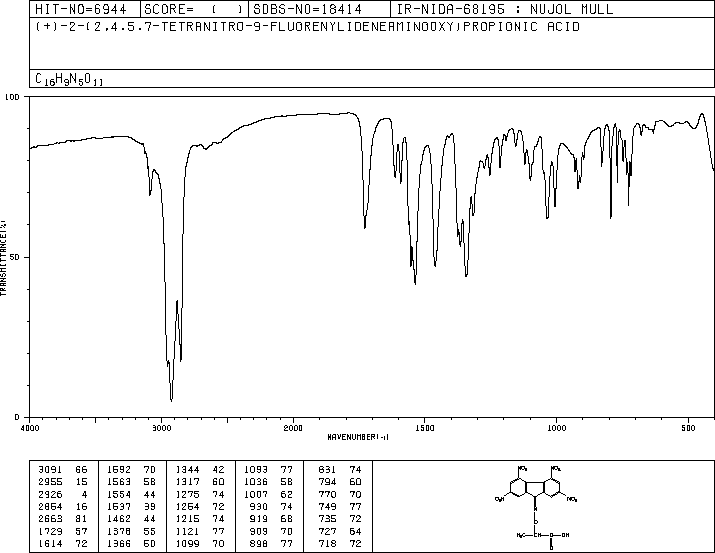 HIT-NO=6944 SCORE= ( ) SDBS-NO=18414 IR-NIDA-68195 : NUJOL MULL
(+)-2-(2,4,5,7-TETRANITRO-9-FLUORENYLIDENEAMINOOXY)PROPIONIC ACID
C16H9N5O11
100
50
0
TRANSMITTANCE(%)
4000 3000 2000 1500 1000 500
WAVENUMBER(-1)
3091 66 1592 70 1344 42 1093 77 831 74
2955 15 1563 58 1317 60 1036 58 794 60
2926 4 1554 44 1275 74 1007 62 770 70
2854 16 1537 39 1254 72 930 74 749 77
2663 81 1462 44 1215 74 919 68 735 72
1729 57 1378 55 1121 77 909 70 727 64
1614 72 1366 50 1099 70 898 77 718 72
NO2 NO2
O2N NO2
N
O
H3C CH C OH
O